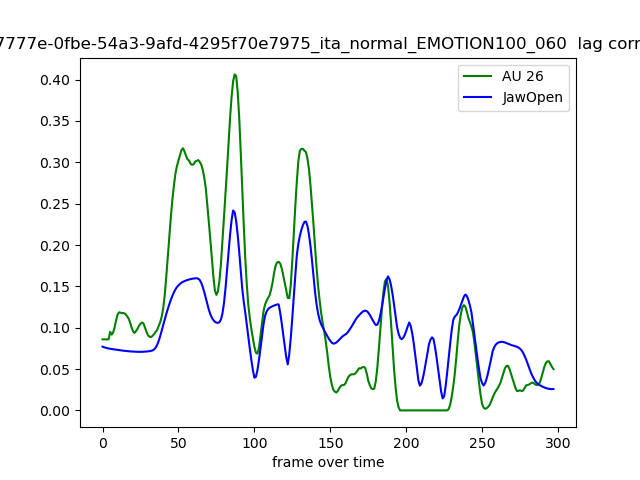 7777e-0fbe-54a3-9afd-4295f70e7975_ita_normal_EMOTION100_060 lag corr
AU 26
JawOpen
0.40
0.35
0.30
0.25
0.20
0.15
0.10
0.05
0.00
0 50 100 150 200 250 300
frame over time